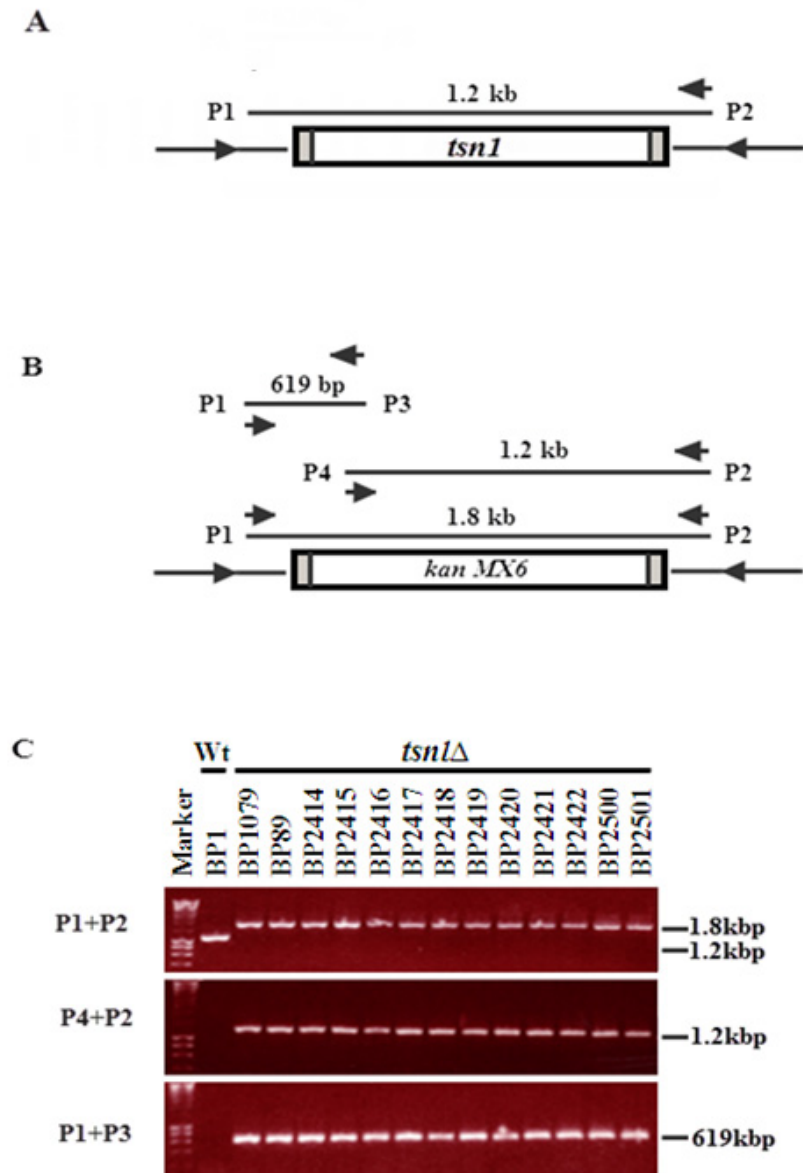 A
1.2 kb
P1 P2
tsn1
B
619 bp
P1 P3
1.2 kb
P4 P2
1.8 kb
P1 P2
kan MX6
C
Wt tsn1Δ
Marker BP1 BP1079 BP89 BP2414 BP2415 BP2416 BP2417 BP2418 BP2419 BP2420 BP2421 BP2422 BP2500 BP2501
P1+P2 1.8kbp
1.2kbp
P4+P2 1.2kbp
P1+P3 619kbp